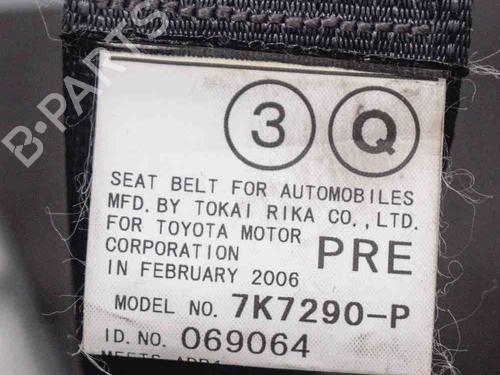 B-PARTS
3 Q
SEAT BELT FOR AUTOMOBILES
MFD. BY TOKAI RIKA CO., LTD.
FOR TOYOTA MOTOR
CORPORATION PRE
IN FEBRUARY 2006
MODEL NO. 7K7290-P
ID. NO. 069064
MEETS